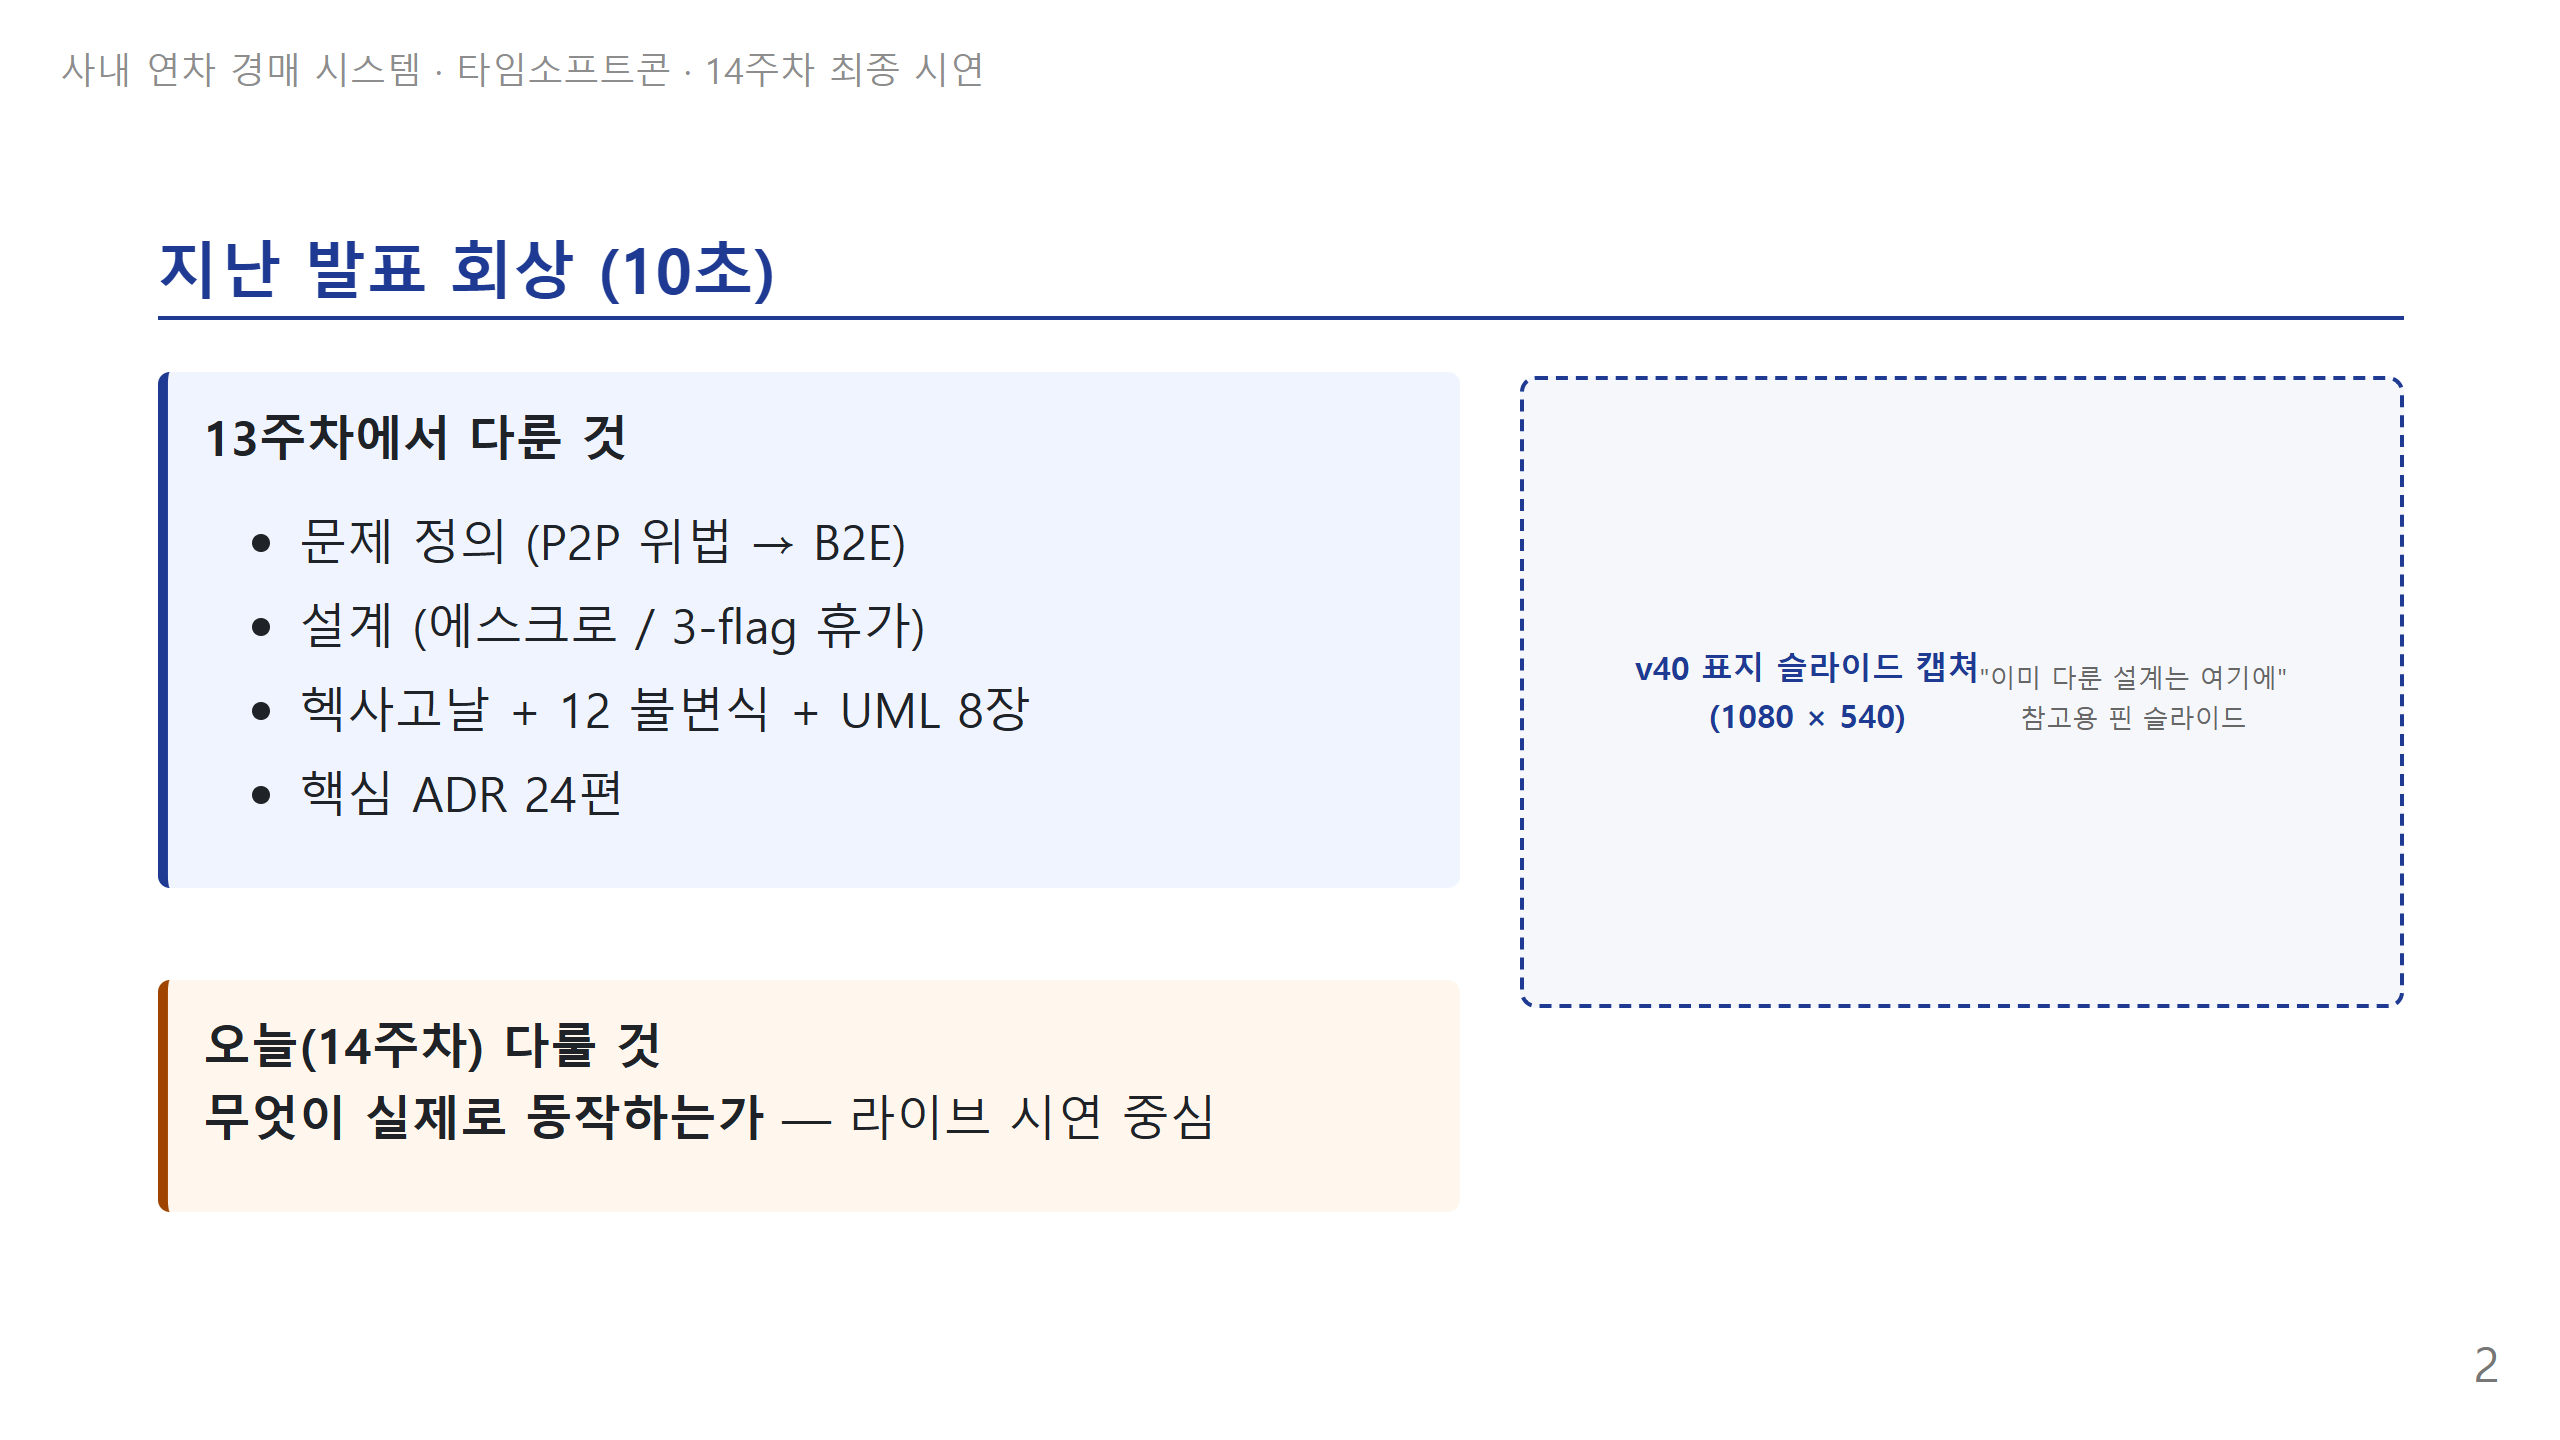 사내 연차 경매 시스템 · 타임소프트콘 · 14주차 최종 시연
지난 발표 회상 (10초)
13주차에서 다룬 것
• 문제 정의 (P2P 위법 → B2E)
• 설계 (에스크로 / 3-flag 휴가)
• 헥사고날 + 12 불변식 + UML 8장
• 핵심 ADR 24편
오늘(14주차) 다룰 것
무엇이 실제로 동작하는가 — 라이브 시연 중심
v40 표지 슬라이드 캡쳐
(1080 × 540)
"이미 다룬 설계는 여기에"
참고용 핀 슬라이드
2